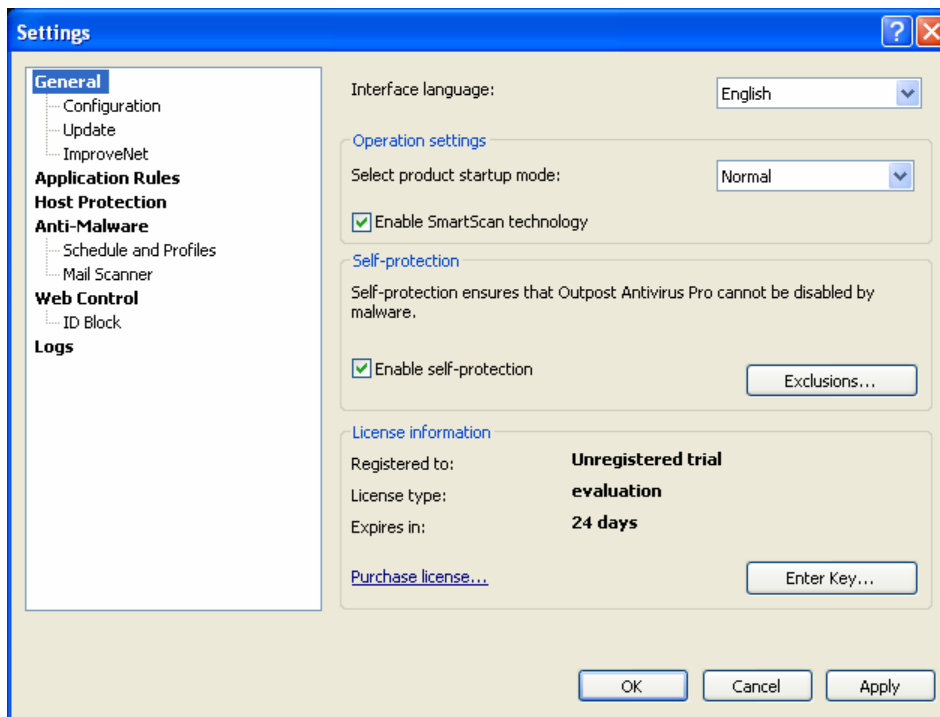 Settings
General
Configuration
Update
ImproveNet
Application Rules
Host Protection
Anti-Malware
Schedule and Profiles
Mail Scanner
Web Control
ID Block
Logs
Interface language: English
Operation settings
Select product startup mode: Normal
Enable SmartScan technology
Self-protection
Self-protection ensures that Outpost Antivirus Pro cannot be disabled by
malware.
Enable self-protection
Exclusions...
License information
Registered to: Unregistered trial
License type: evaluation
Expires in: 24 days
Purchase license... Enter Key...
OK Cancel Apply